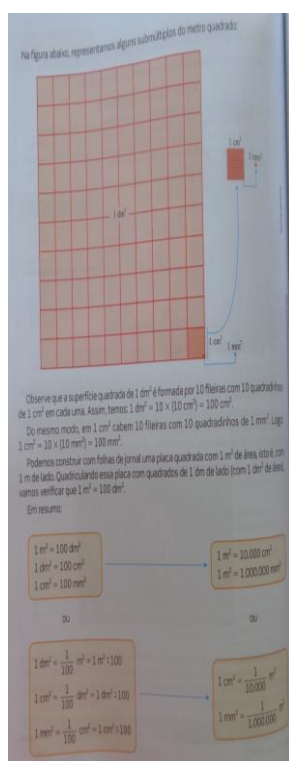 Na figura abaixo, representamos alguns submúltiplos do metro quadrado:
1 cm²
1 mm²
1 dm²
1 cm²
1 mm²
Observe que a superfície quadrada de 1 dm² é formada por 10 fileiras com 10 quadradinhos
de 1 cm² em cada uma. Assim, temos: 1 dm² = 10 × (10 cm²) = 100 cm².
Do mesmo modo, em 1 cm² cabem 10 fileiras com 10 quadradinhos de 1 mm². Logo
1 cm² = 10 × (10 mm²) = 100 mm².
Podemos construir com folhas de jornal uma placa quadrada com 1 m² de área, isto é, com
1 m de lado. Quadriculando essa placa com quadrados de 1 dm de lado (com 1 dm² de área),
vamos verificar que 1 m² = 100 dm².
Em resumo:
1 m² = 100 dm²
1 dm² = 100 cm²
1 cm² = 100 mm²
1 m² = 10.000 cm²
1 m² = 1.000.000 mm²
ou
ou
1 dm² = 1/100 m² = 1 m² : 100
1 cm² = 1/100 dm² = 1 dm² : 100
1 mm² = 1/100 cm² = 1 cm² : 100
1 cm² = 1/10.000 m²
1 mm² = 1/1.000.000 m²